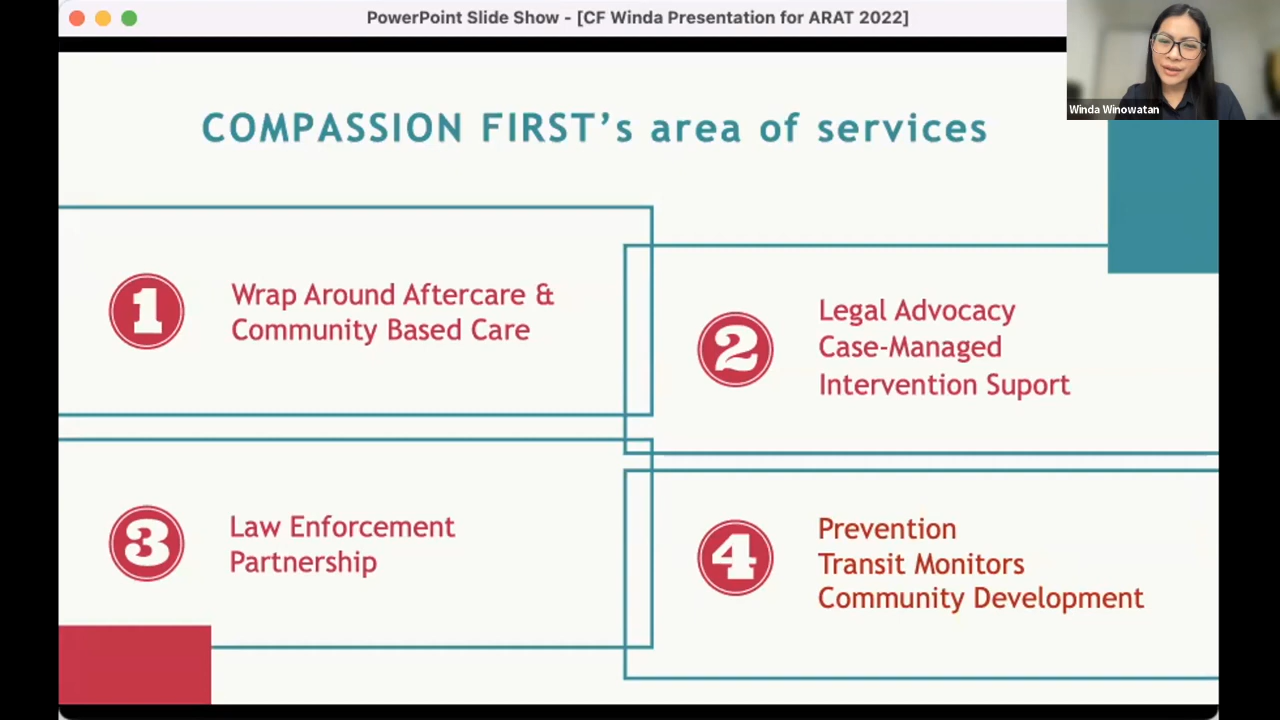 PowerPoint Slide Show - [CF Winda Presentation for ARAT 2022]
Winda Winowatan
COMPASSION FIRST’s area of services
1
Wrap Around Aftercare &
Community Based Care
2
Legal Advocacy
Case-Managed
Intervention Suport
3
Law Enforcement
Partnership
4
Prevention
Transit Monitors
Community Development